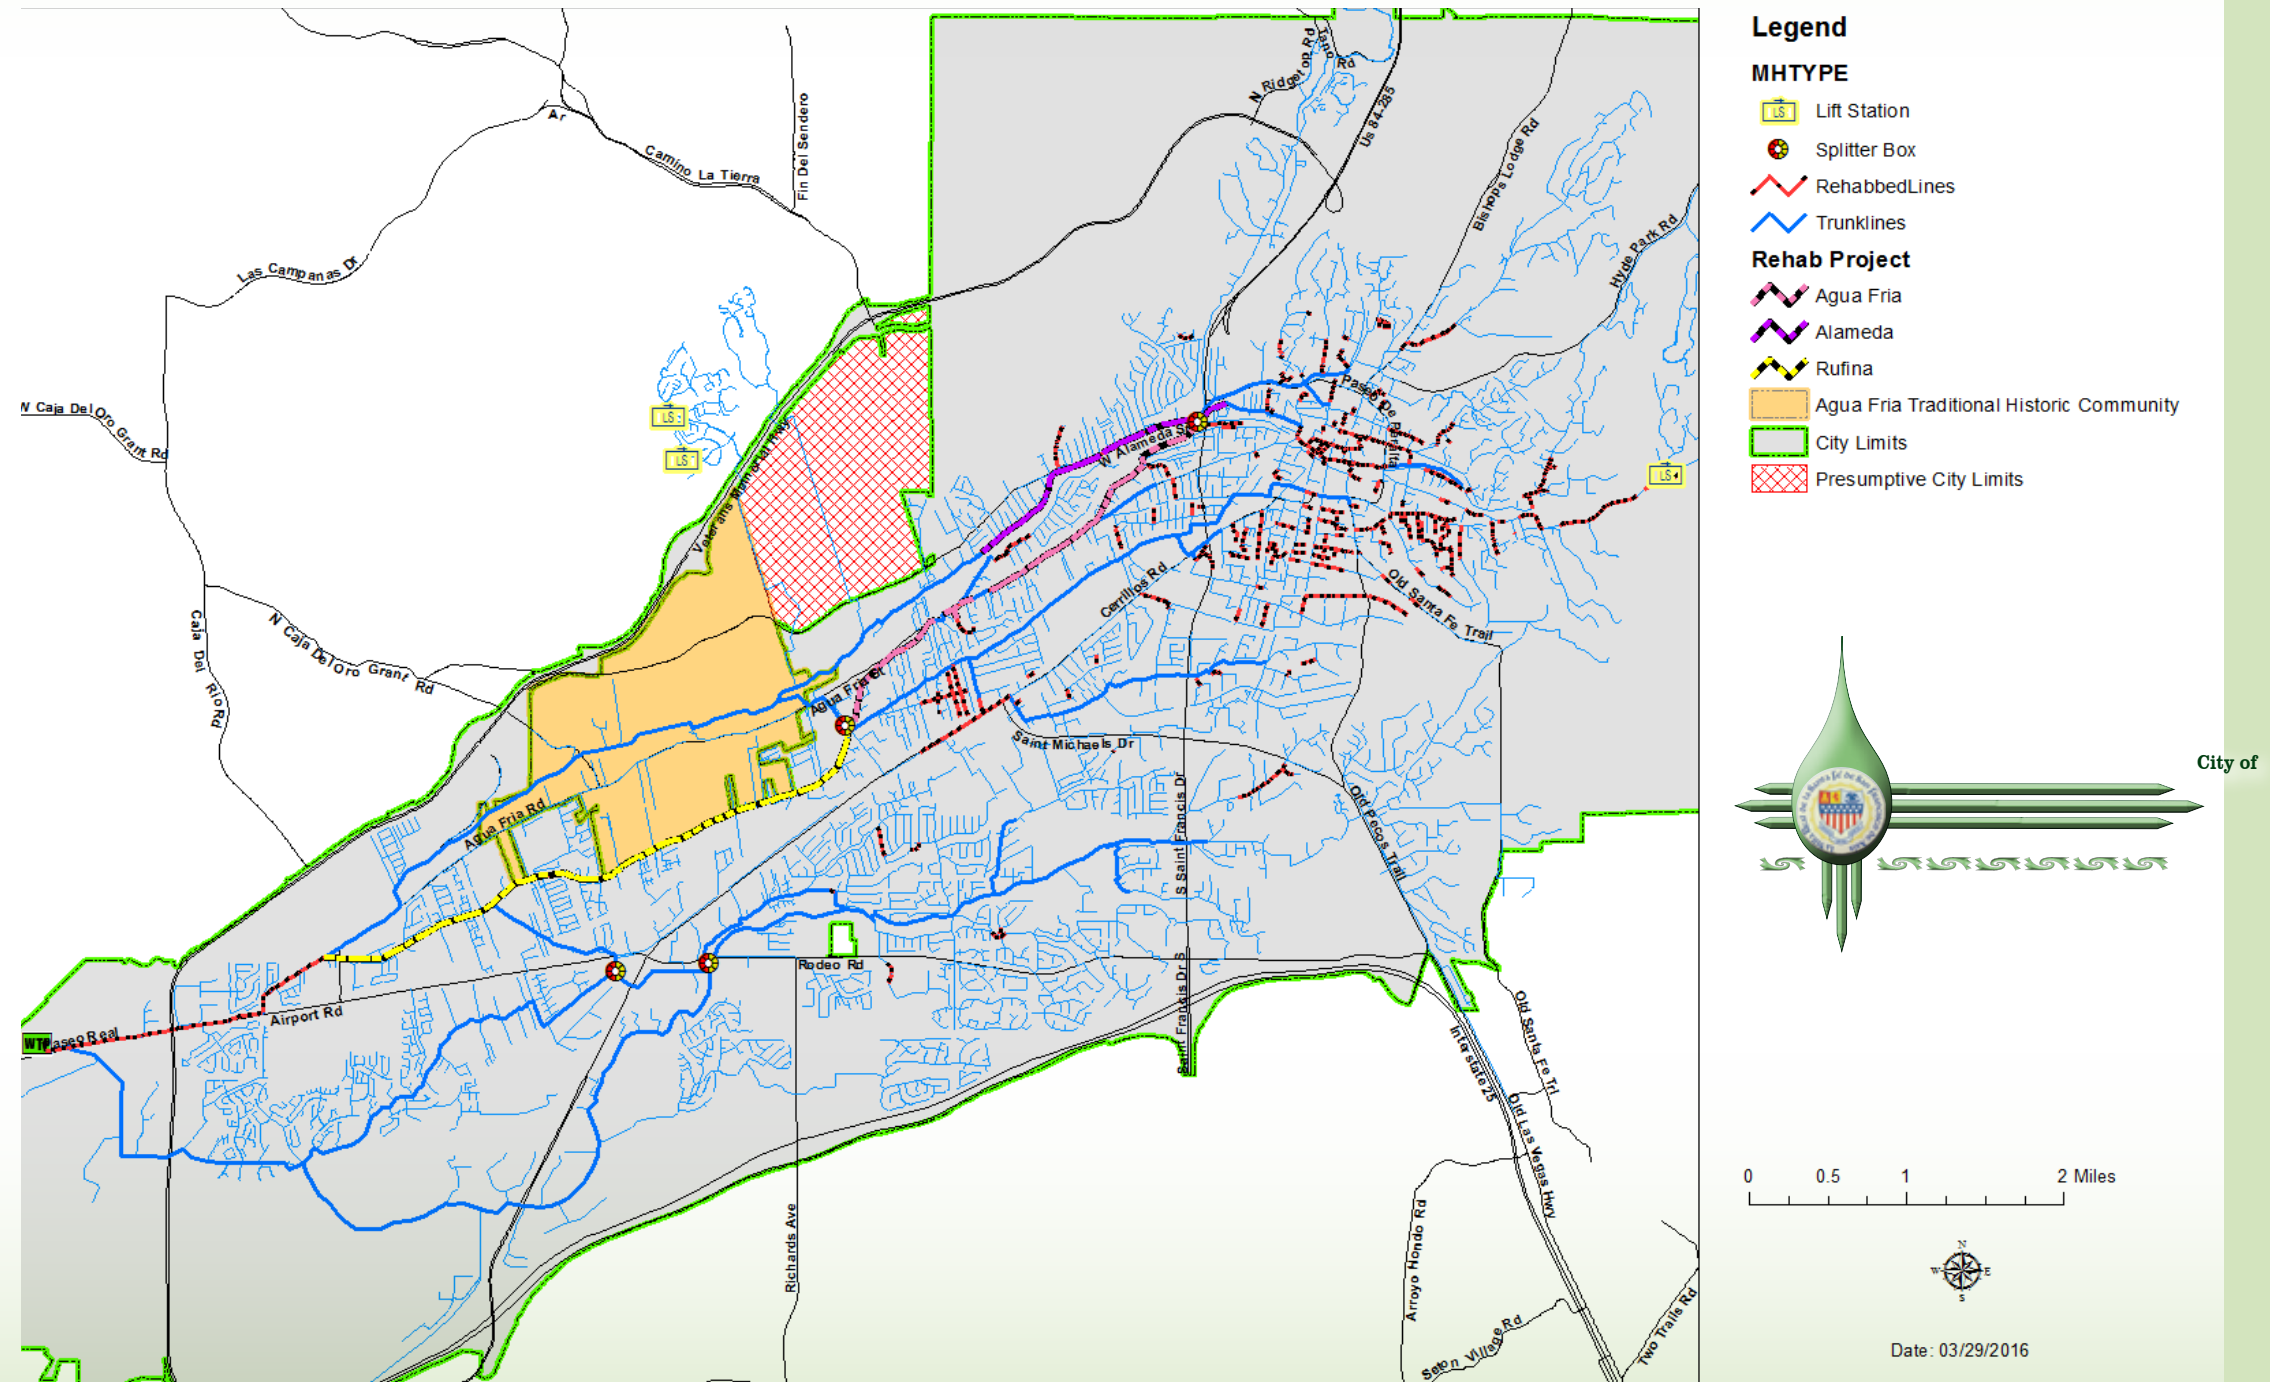 Legend
MHTYPE
LS
Lift Station
Splitter Box
RehabbedLines
Trunklines
Rehab Project
Agua Fria
Alameda
Rufina
Agua Fria Traditional Historic Community
City Limits
Presumptive City Limits
City of
0 0.5 1 2 Miles
N
W E
S
Date: 03/29/2016
N Ridgetop Rd
Tano Rd
Us 84-285
Bishops Lodge Rd
Hyde Park Rd
Ar
Camino La Tierra
Fin Del Sendero
Las Campanas Dr
W Caja Del Oro Grant Rd
LS
LS
LS
Veterans Memorial Hwy
W Alameda St
Paseo De Peralta
Caja Del Rio Rd
N Caja Del Oro Grant Rd
Cerrillos Rd
Old Santa Fe Trail
Agua Fria St
Saint Michaels Dr
Agua Fria Rd
S Saint Francis Dr
Old Pecos Trail
Rodeo Rd
Saint Francis Dr S
Airport Rd
Paseo Real
WTP
Interstate 25
Old Santa Fe Trl
Old Las Vegas Hwy
Richards Ave
Arroyo Hondo Rd
Seton Village Rd
Two Trails Rd